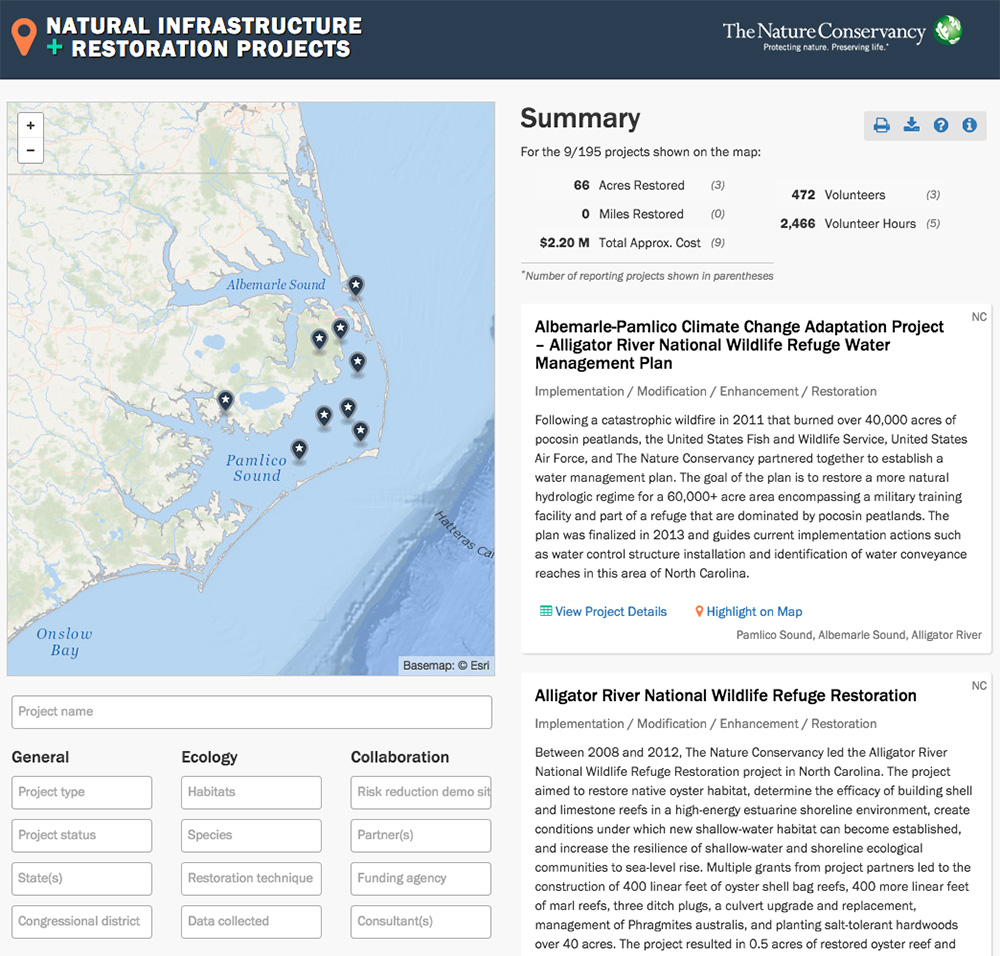 NATURAL INFRASTRUCTURE
+ RESTORATION PROJECTS
The Nature Conservancy
Protecting nature. Preserving life.®
+
−
Albemarle Sound
Pamlico
Sound
Onslow
Bay
Basemap: © Esri
Project name
General
Project type
Project status
State(s)
Congressional district
Ecology
Habitats
Species
Restoration technique
Data collected
Collaboration
Risk reduction demo sit
Partner(s)
Funding agency
Consultant(s)
Summary
For the 9/195 projects shown on the map:
66 Acres Restored (3)
0 Miles Restored (0)
$2.20 M Total Approx. Cost (9)
472 Volunteers (3)
2,466 Volunteer Hours (5)
*Number of reporting projects shown in parentheses
NC
Albemarle-Pamlico Climate Change Adaptation Project
– Alligator River National Wildlife Refuge Water
Management Plan
Implementation / Modification / Enhancement / Restoration
Following a catastrophic wildfire in 2011 that burned over 40,000 acres of
pocosin peatlands, the United States Fish and Wildlife Service, United States
Air Force, and The Nature Conservancy partnered together to establish a
water management plan. The goal of the plan is to restore a more natural
hydrologic regime for a 60,000+ acre area encompassing a military training
facility and part of a refuge that are dominated by pocosin peatlands. The
plan was finalized in 2013 and guides current implementation actions such
as water control structure installation and identification of water conveyance
reaches in this area of North Carolina.
View Project Details Highlight on Map
Pamlico Sound, Albemarle Sound, Alligator River
NC
Alligator River National Wildlife Refuge Restoration
Implementation / Modification / Enhancement / Restoration
Between 2008 and 2012, The Nature Conservancy led the Alligator River
National Wildlife Refuge Restoration project in North Carolina. The project
aimed to restore native oyster habitat, determine the efficacy of building shell
and limestone reefs in a high-energy estuarine shoreline environment, create
conditions under which new shallow-water habitat can become established,
and increase the resilience of shallow-water and shoreline ecological
communities to sea-level rise. Multiple grants from project partners led to the
construction of 400 linear feet of oyster shell bag reefs, 400 more linear feet
of marl reefs, three ditch plugs, a culvert upgrade and replacement,
management of Phragmites australis, and planting salt-tolerant hardwoods
over 40 acres. The project resulted in 0.5 acres of restored oyster reef and